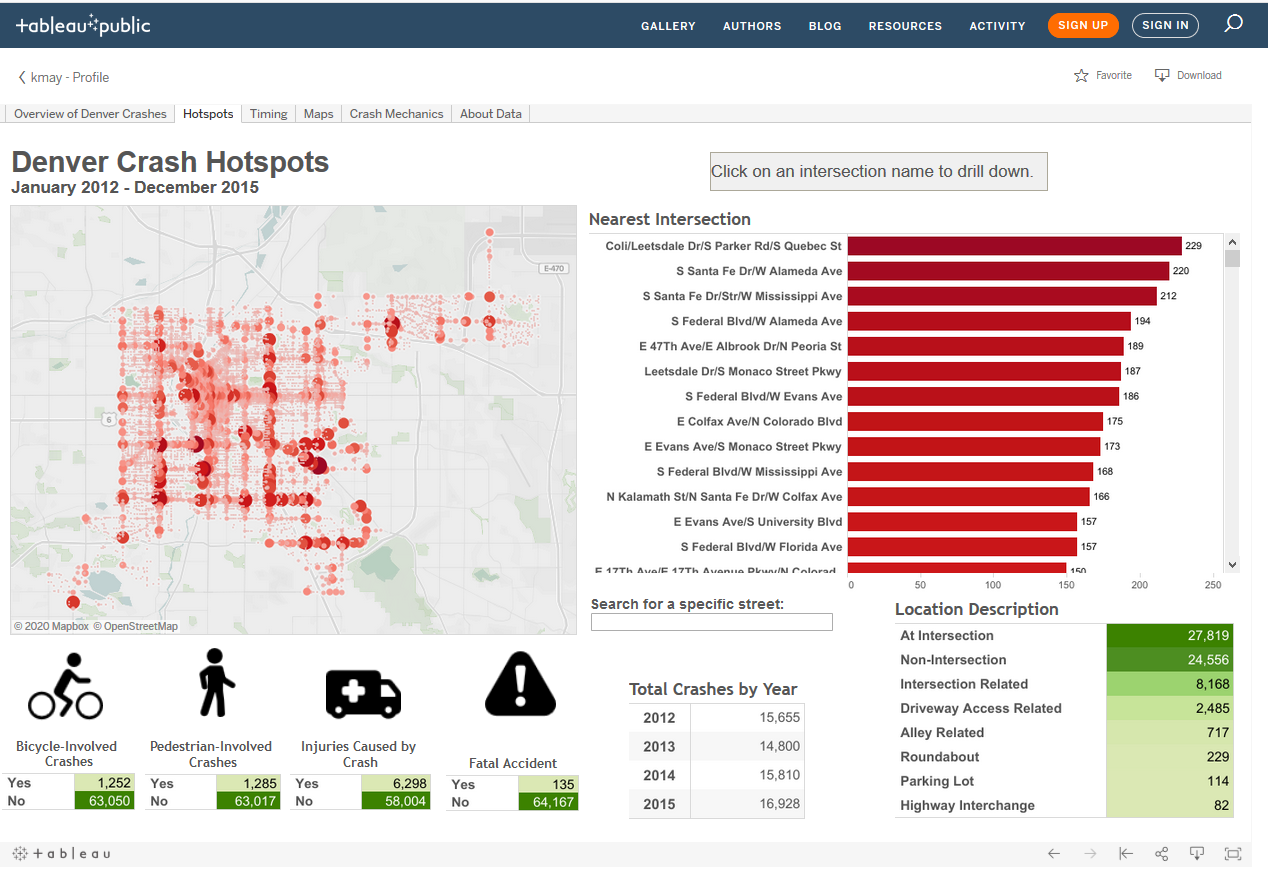 tableau public
GALLERY AUTHORS BLOG RESOURCES ACTIVITY SIGN UP SIGN IN
kmay - Profile
Favorite Download
Overview of Denver Crashes Hotspots Timing Maps Crash Mechanics About Data
Denver Crash Hotspots
January 2012 - December 2015
Click on an intersection name to drill down.
E-470
6
© 2020 Mapbox © OpenStreetMap
Nearest Intersection
Coli/Leetsdale Dr/S Parker Rd/S Quebec St 229
S Santa Fe Dr/W Alameda Ave 220
S Santa Fe Dr/Str/W Mississippi Ave 212
S Federal Blvd/W Alameda Ave 194
E 47Th Ave/E Albrook Dr/N Peoria St 189
Leetsdale Dr/S Monaco Street Pkwy 187
S Federal Blvd/W Evans Ave 186
E Colfax Ave/N Colorado Blvd 175
E Evans Ave/S Monaco Street Pkwy 173
S Federal Blvd/W Mississippi Ave 168
N Kalamath St/N Santa Fe Dr/W Colfax Ave 166
E Evans Ave/S University Blvd 157
S Federal Blvd/W Florida Ave 157
E 17Th Ave/E 17Th Avenue Pkwy/N Colorad.. 150
0 50 100 150 200 250
Search for a specific street:
Location Description
At Intersection 27,819
Non-Intersection 24,556
Intersection Related 8,168
Driveway Access Related 2,485
Alley Related 717
Roundabout 229
Parking Lot 114
Highway Interchange 82
Total Crashes by Year
2012 15,655
2013 14,800
2014 15,810
2015 16,928
Bicycle-Involved
Crashes
Yes 1,252
No 63,050
Pedestrian-Involved
Crashes
Yes 1,285
No 63,017
Injuries Caused by
Crash
Yes 6,298
No 58,004
Fatal Accident
Yes 135
No 64,167
tableau